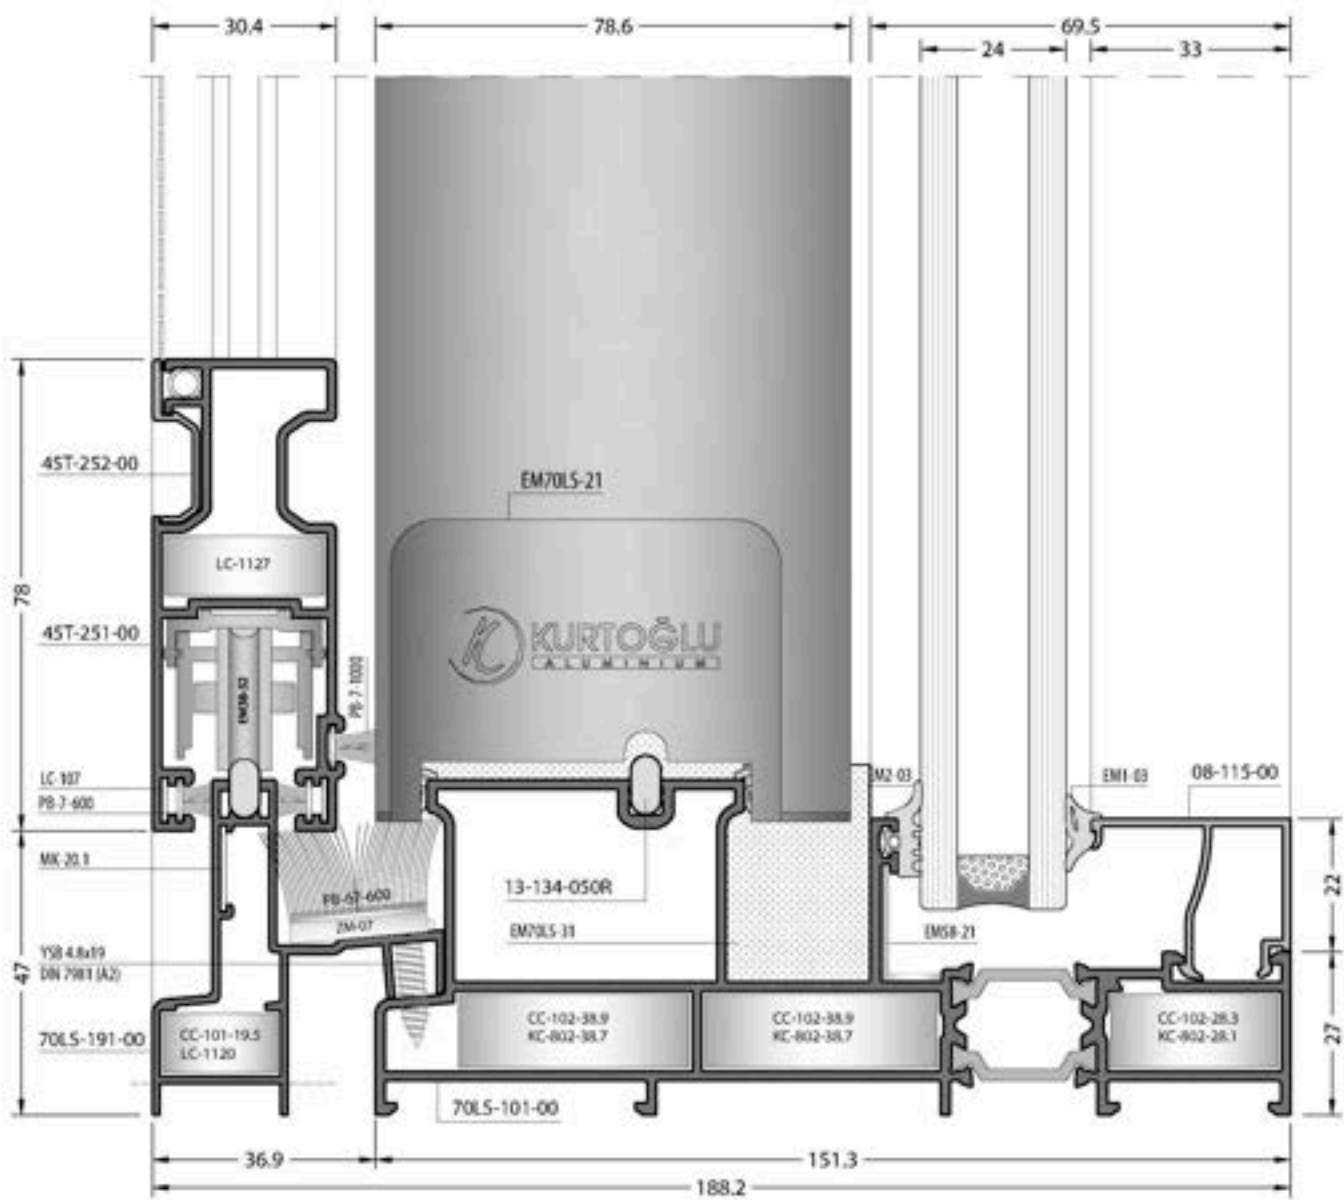 30.4
78.6
69.5
24
33
45T-252-00
EM70LS-21
LC-1127
78
45T-251-00
KURTOĞLU
ALUMINIUM
EM38-32
PB-7-1000
LC-107
PB-7-600
M2-03
EM1-03
08-115-00
MK-20.1
PB-67-600
ZM-07
13-134-050R
22
EM70LS-31
EM58-21
YSB 4.8x19
DIN 7981 (A2)
47
70LS-191-00
CC-101-19.5
LC-1120
CC-102-38.9
KC-802-38.7
CC-102-38.9
KC-802-38.7
CC-102-28.3
KC-802-28.1
27
70LS-101-00
36.9
151.3
188.2